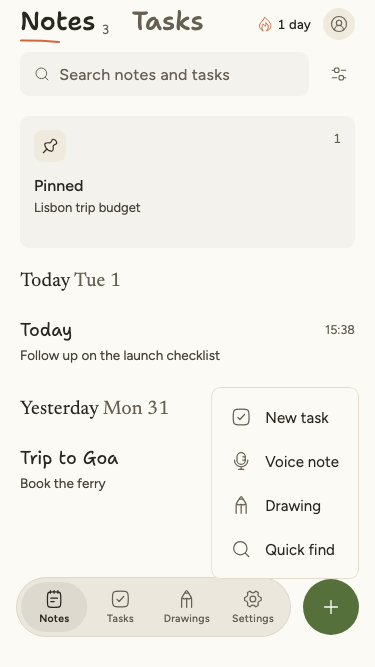 Notes 3 Tasks 1 day
Search notes and tasks
1
Pinned
Lisbon trip budget
Today Tue 1
Today 15:38
Follow up on the launch checklist
Yesterday Mon 31
Trip to Goa
Book the ferry
New task
Voice note
Drawing
Quick find
Notes Tasks Drawings Settings